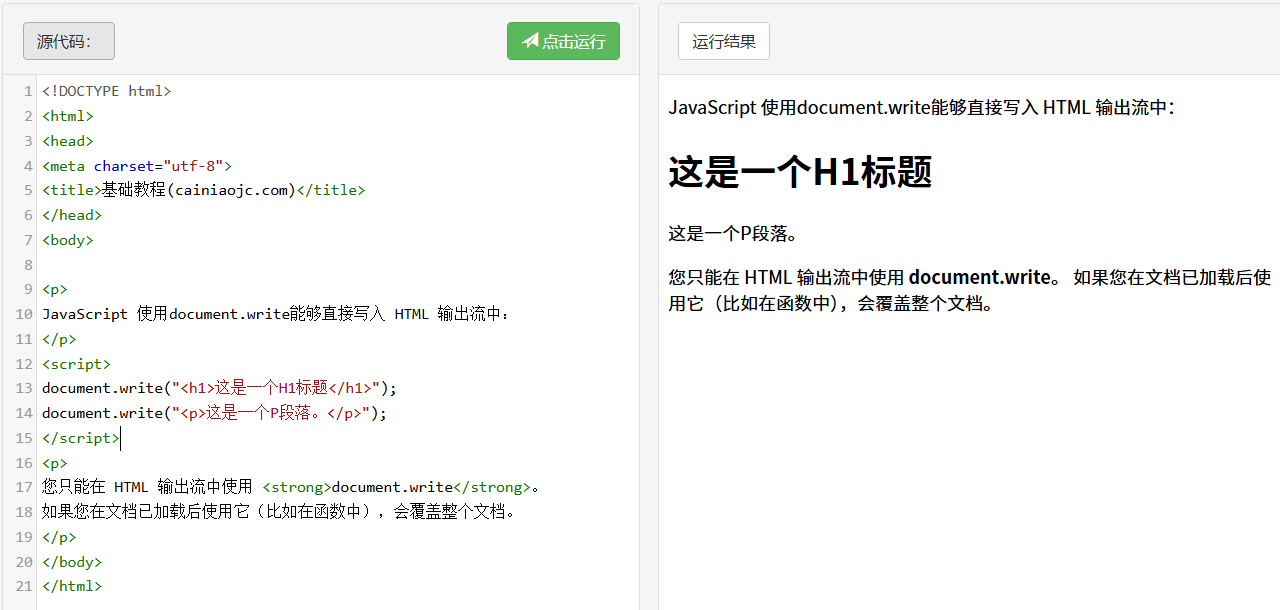 源代码：
点击运行
1 <!DOCTYPE html>
2 <html>
3 <head>
4 <meta charset="utf-8">
5 <title>基础教程(cainiaojc.com)</title>
6 </head>
7 <body>
8
9 <p>
10 JavaScript 使用document.write能够直接写入 HTML 输出流中：
11 </p>
12 <script>
13 document.write("<h1>这是一个H1标题</h1>");
14 document.write("<p>这是一个P段落。</p>");
15 </script>
16 <p>
17 您只能在 HTML 输出流中使用 <strong>document.write</strong>。
18 如果您在文档已加载后使用它（比如在函数中），会覆盖整个文档。
19 </p>
20 </body>
21 </html>
运行结果
JavaScript 使用document.write能够直接写入 HTML 输出流中：
这是一个H1标题
这是一个P段落。
您只能在 HTML 输出流中使用 document.write。 如果您在文档已加载后使
用它（比如在函数中），会覆盖整个文档。